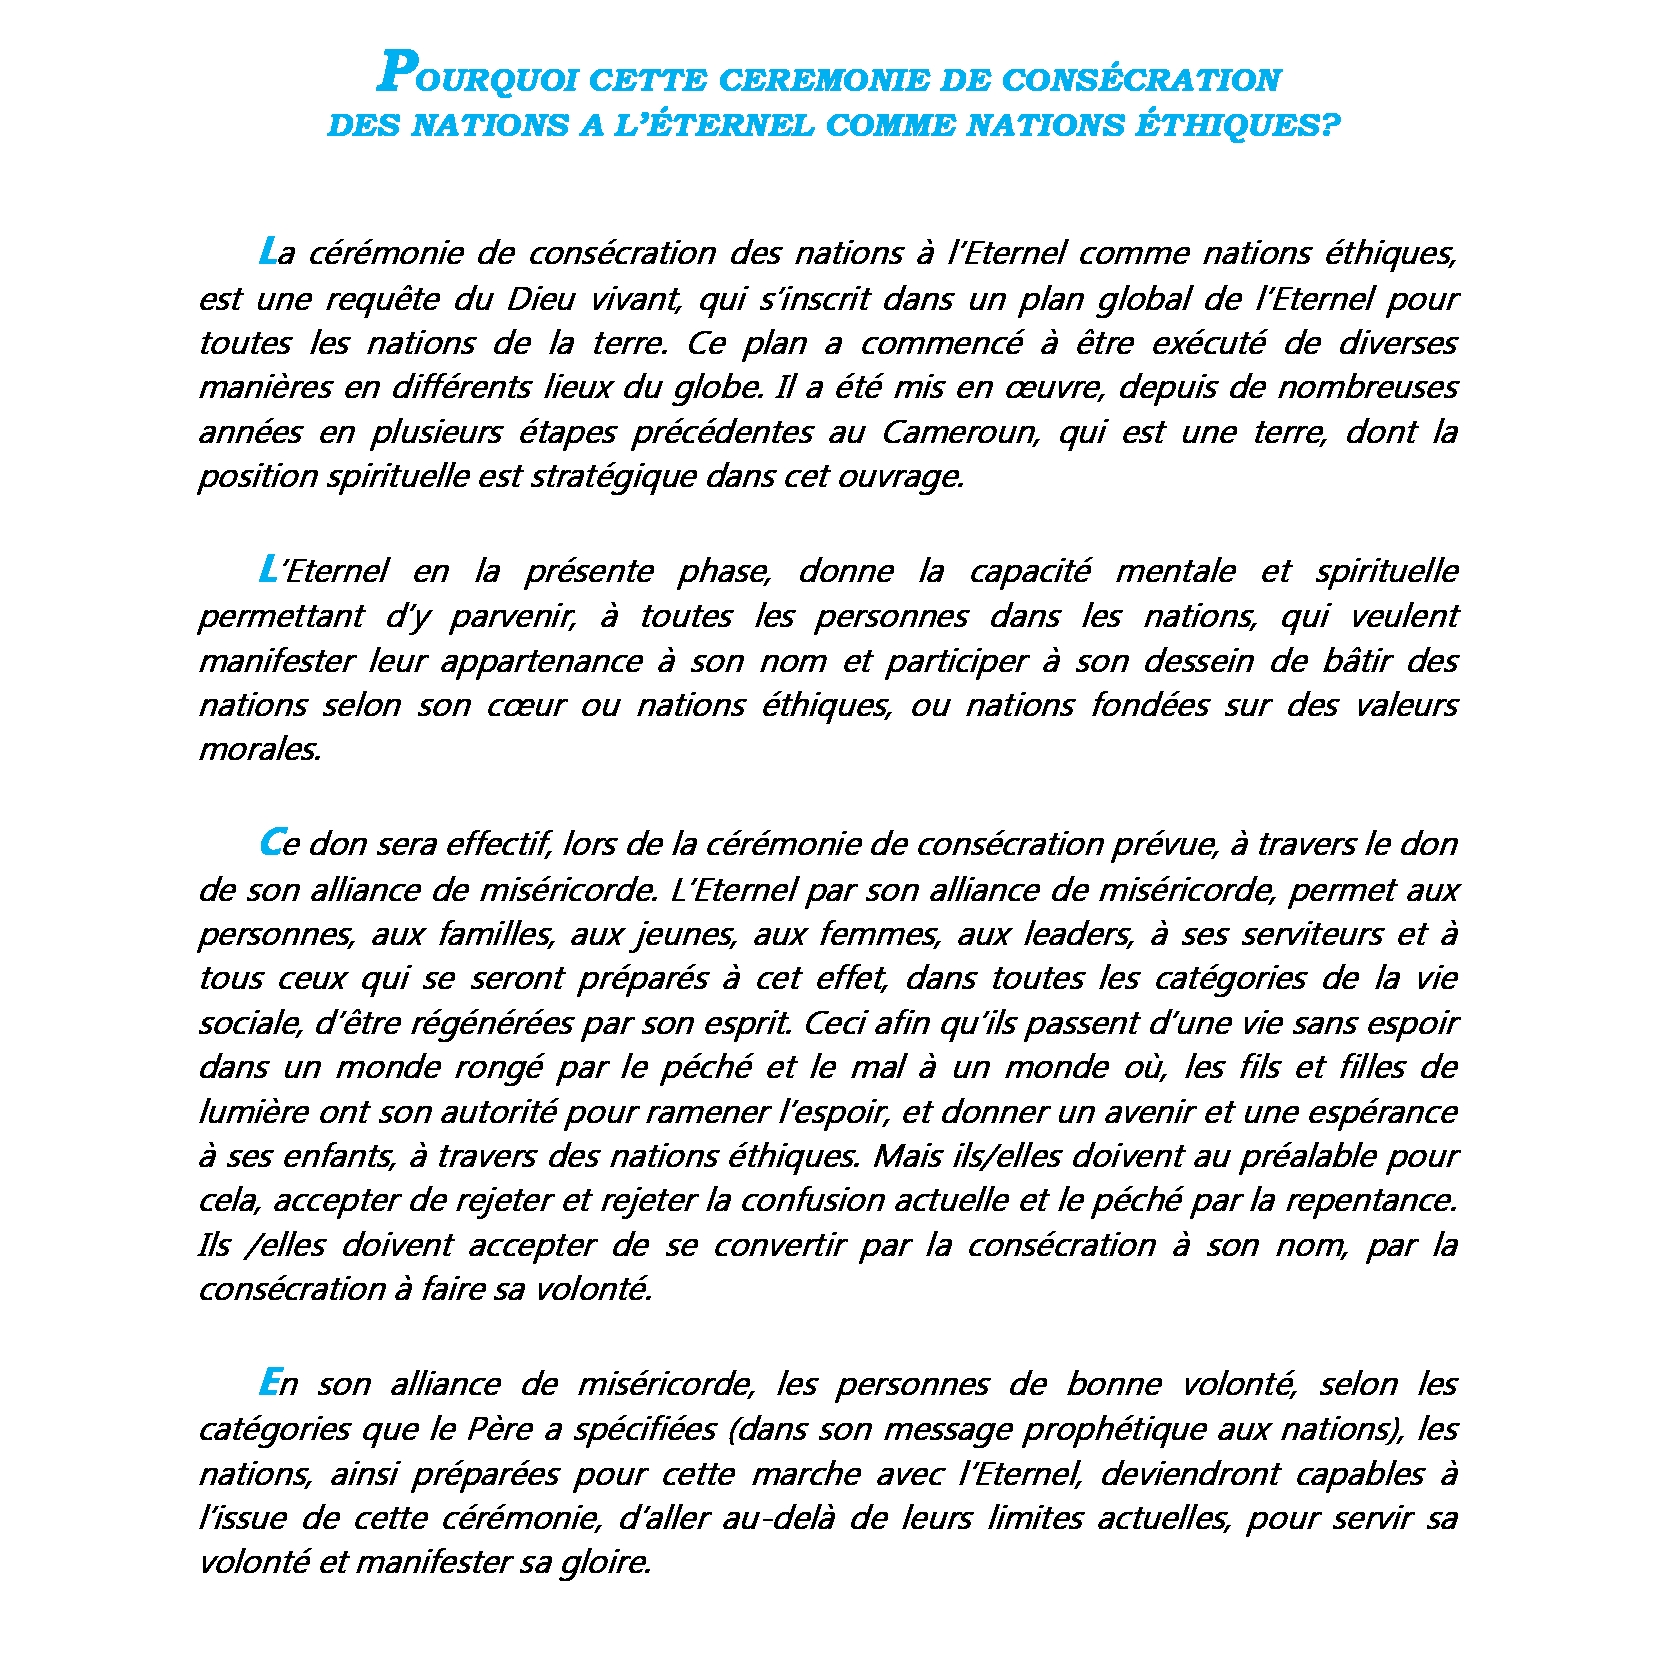 POURQUOI CETTE CEREMONIE DE CONSÉCRATION
DES NATIONS A L’ÉTERNEL COMME NATIONS ÉTHIQUES?
La cérémonie de consécration des nations à l’Eternel comme nations éthiques,
est une requête du Dieu vivant, qui s’inscrit dans un plan global de l’Eternel pour
toutes les nations de la terre. Ce plan a commencé à être exécuté de diverses
manières en différents lieux du globe. Il a été mis en œuvre, depuis de nombreuses
années en plusieurs étapes précédentes au Cameroun, qui est une terre, dont la
position spirituelle est stratégique dans cet ouvrage.
L’Eternel en la présente phase, donne la capacité mentale et spirituelle
permettant d’y parvenir, à toutes les personnes dans les nations, qui veulent
manifester leur appartenance à son nom et participer à son dessein de bâtir des
nations selon son cœur ou nations éthiques, ou nations fondées sur des valeurs
morales.
Ce don sera effectif, lors de la cérémonie de consécration prévue, à travers le don
de son alliance de miséricorde. L’Eternel par son alliance de miséricorde, permet aux
personnes, aux familles, aux jeunes, aux femmes, aux leaders, à ses serviteurs et à
tous ceux qui se seront préparés à cet effet, dans toutes les catégories de la vie
sociale, d’être régénérées par son esprit. Ceci afin qu’ils passent d’une vie sans espoir
dans un monde rongé par le péché et le mal à un monde où, les fils et filles de
lumière ont son autorité pour ramener l’espoir, et donner un avenir et une espérance
à ses enfants, à travers des nations éthiques. Mais ils/elles doivent au préalable pour
cela, accepter de rejeter et rejeter la confusion actuelle et le péché par la repentance.
Ils /elles doivent accepter de se convertir par la consécration à son nom, par la
consécration à faire sa volonté.
En son alliance de miséricorde, les personnes de bonne volonté, selon les
catégories que le Père a spécifiées (dans son message prophétique aux nations), les
nations, ainsi préparées pour cette marche avec l’Eternel, deviendront capables à
l’issue de cette cérémonie, d’aller au-delà de leurs limites actuelles, pour servir sa
volonté et manifester sa gloire.